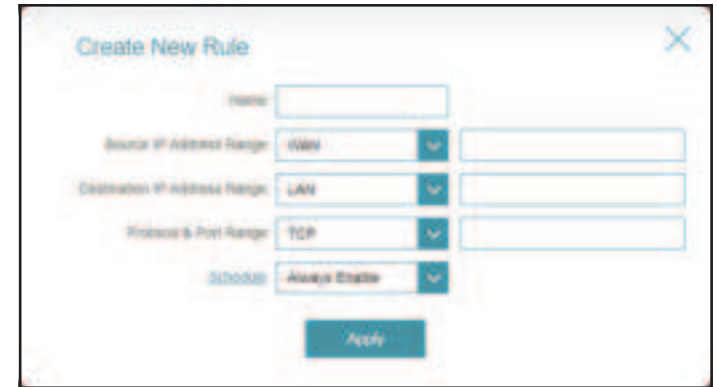 Create New Rule
Name
Source IP Address Range WAN
Destination IP Address Range LAN
Protocol & Port Range TCP
Schedule Always Enable
Apply